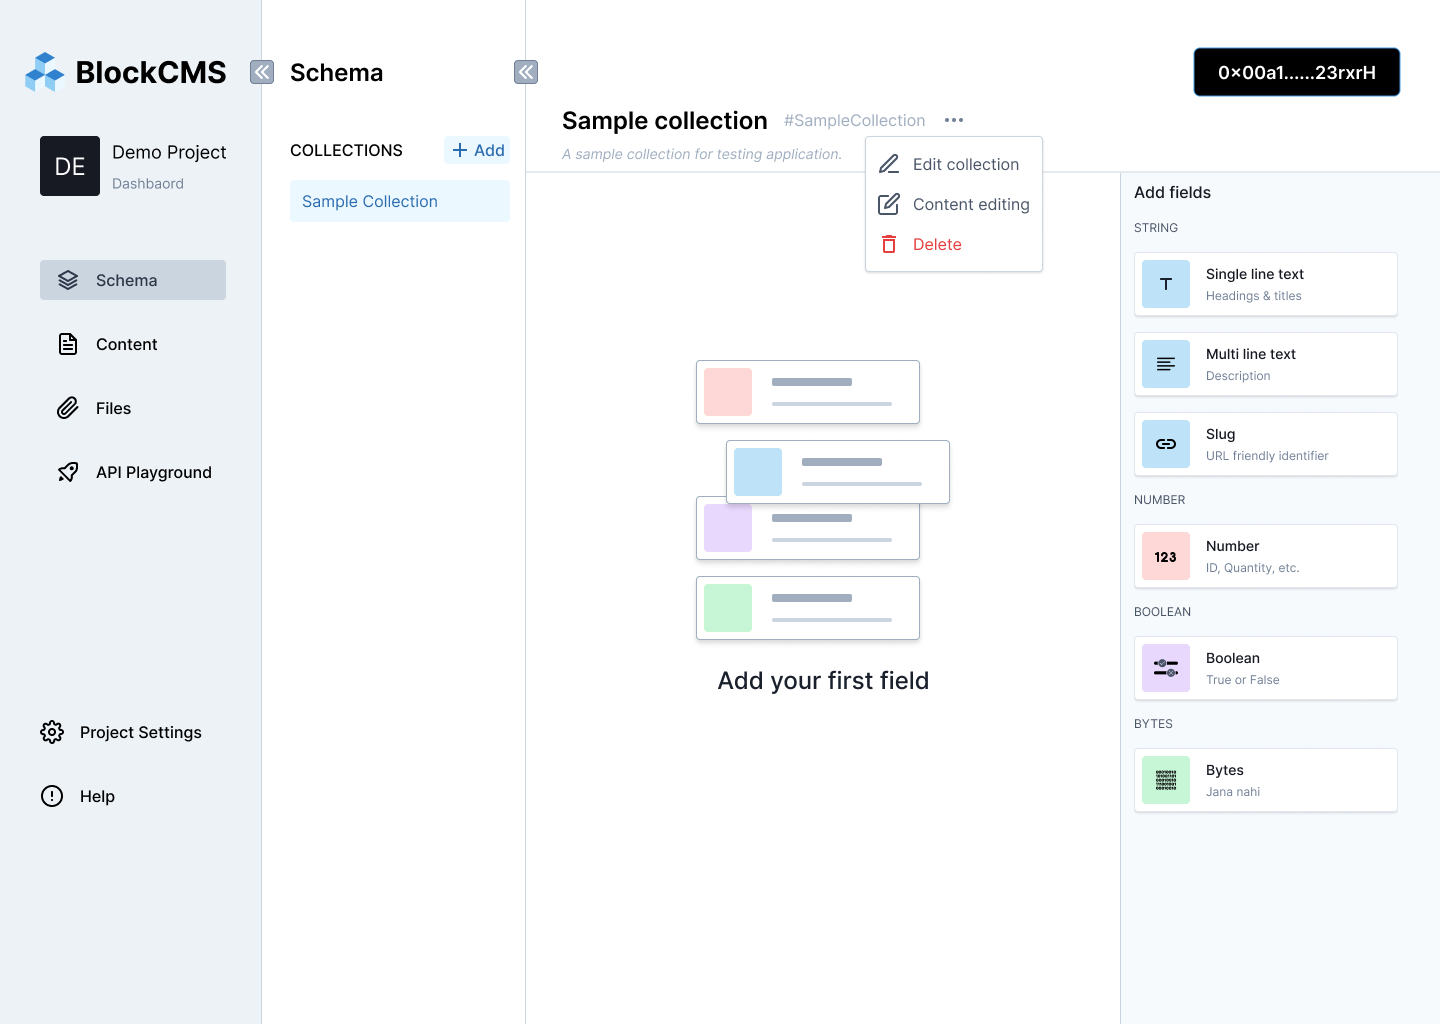 BlockCMS
DE
Demo Project
Dashbaord
Schema
Content
Files
API Playground
Project Settings
Help
Schema
COLLECTIONS
Add
Sample Collection
0x00a1......23rxrH
Sample collection #SampleCollection
A sample collection for testing application.
Edit collection
Content editing
Delete
Add your first field
Add fields
STRING
T
Single line text
Headings & titles
Multi line text
Description
Slug
URL friendly identifier
NUMBER
123
Number
ID, Quantity, etc.
BOOLEAN
Boolean
True or False
BYTES
Bytes
Jana nahi